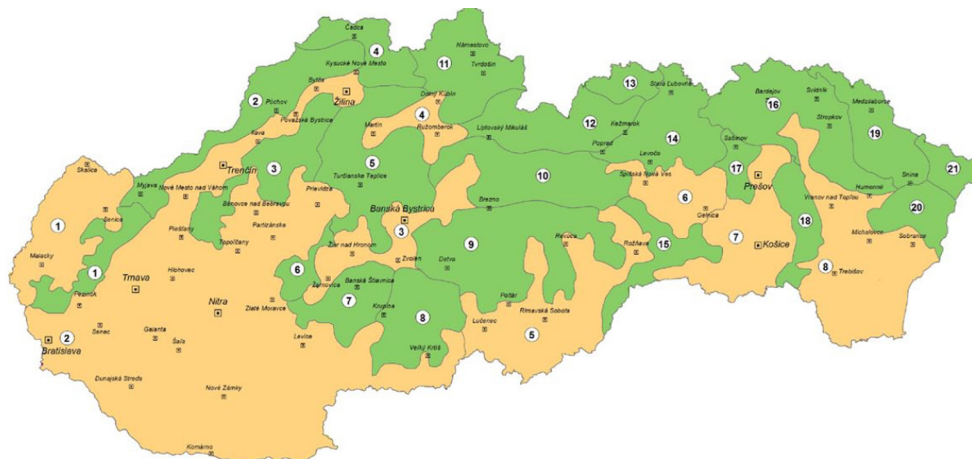 Čadca
4
Kysucké Nové Mesto
11
Námestovo
Tvrdošín
Bytča
Žilina
2
Púchov
Považská Bystrica
Dolný Kubín
4
Martin
Ružomberok
Ilava
Liptovský Mikuláš
13
Stará Ľubovňa
12
Kežmarok
Poprad
14
Levoča
Spišská Nová Ves
Bardejov
16
Svidník
Stropkov
Medzilaborce
19
Sabinov
17
Prešov
21
Snina
Humenné
20
Vranov nad Topľou
Michalovce
Sobrance
18
8
Trebišov
Skalica
Trenčín
3
5
Turčianske Teplice
Myjava
Nové Mesto nad Váhom
Prievidza
Bánovce nad Bebravou
10
Brezno
6
Gelnica
7
Košice
1
Senica
Piešťany
Partizánske
Topoľčany
Banská Bystrica
3
Zvolen
Žiar nad Hronom
9
Detva
Revúca
Rožňava
15
Malacky
1
Hlohovec
Trnava
Pezinok
6
Žarnovica
Banská Štiavnica
7
Krupina
8
Zlaté Moravce
Nitra
Poltár
Rimavská Sobota
Lučenec
5
2
Bratislava
Senec
Galanta
Šaľa
Levice
Veľký Krtíš
Dunajská Streda
Nové Zámky
Komárno